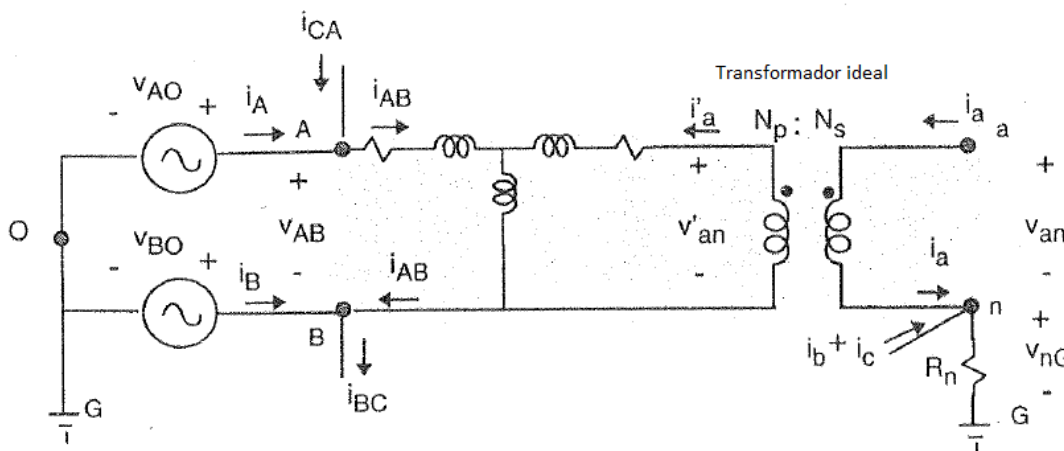 i_CA
Transformador ideal
v_AO
i_A
i_AB
i'_a
N_p : N_s
i_a
- +
A
a
+
+
+
O
v_AB
v'_an
v_an
v_BO
- +
-
i_B
i_AB
-
i_a
-
B
n
+
i_b + i_c
v_nG
i_BC
R_n
-
G
G